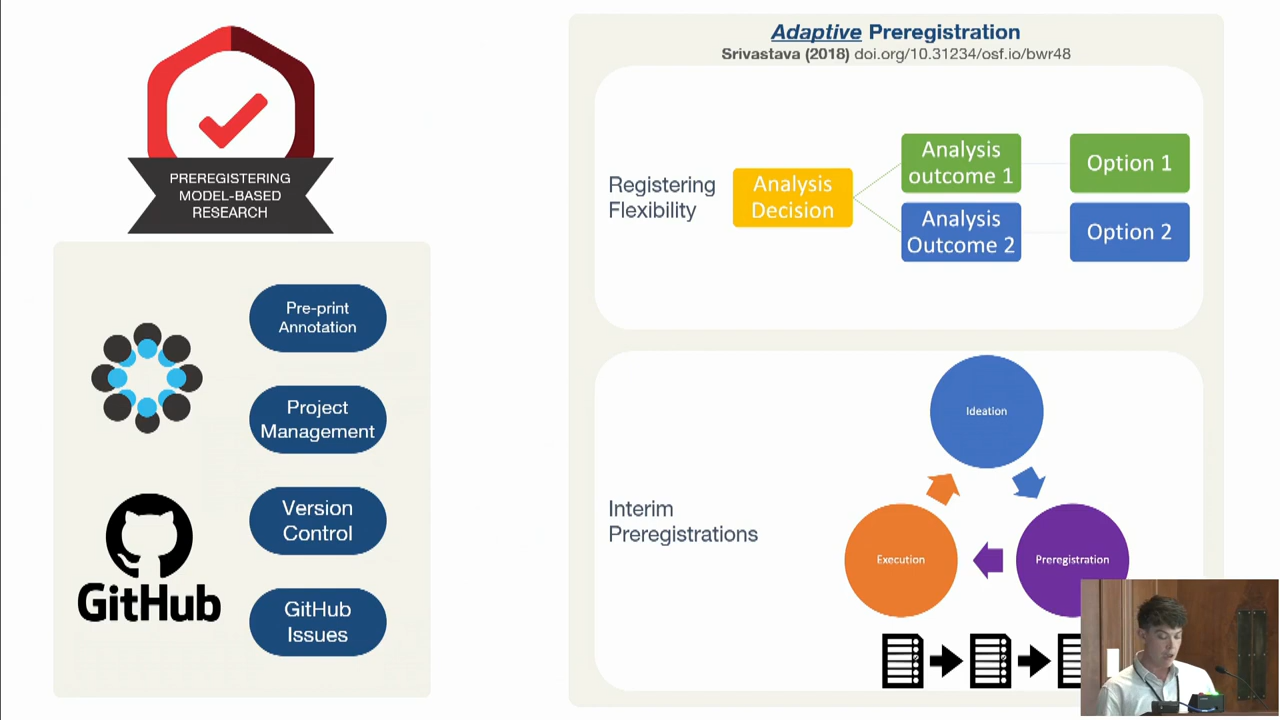 PREREGISTERING
MODEL-BASED
RESEARCH
Pre-print
Annotation
Project
Management
Version
Control
GitHub
GitHub
Issues
Adaptive Preregistration
Srivastava (2018) doi.org/10.31234/osf.io/bwr48
Registering
Flexibility
Analysis
Decision
Analysis
outcome 1
Option 1
Analysis
Outcome 2
Option 2
Interim
Preregistrations
Ideation
Execution
Preregistration